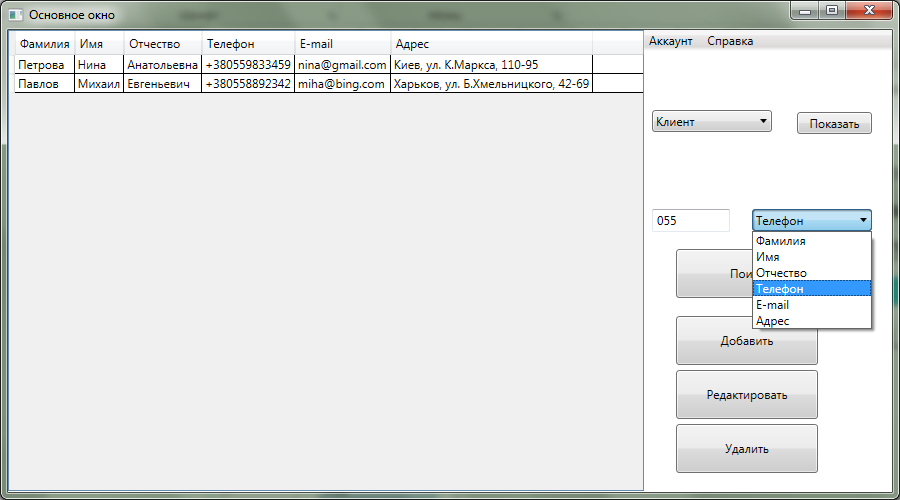 Основное окно
Фамилия Имя Отчество Телефон E-mail Адрес
Петрова Нина Анатольевна +380559833459 nina@gmail.com Киев, ул. К.Маркса, 110-95
Павлов Михаил Евгеньевич +380558892342 miha@bing.com Харьков, ул. Б.Хмельницкого, 42-69
Аккаунт Справка
Клиент Показать
055 Телефон
Фамилия
Имя
Отчество
Телефон
E-mail
Адрес
Добавить
Редактировать
Удалить